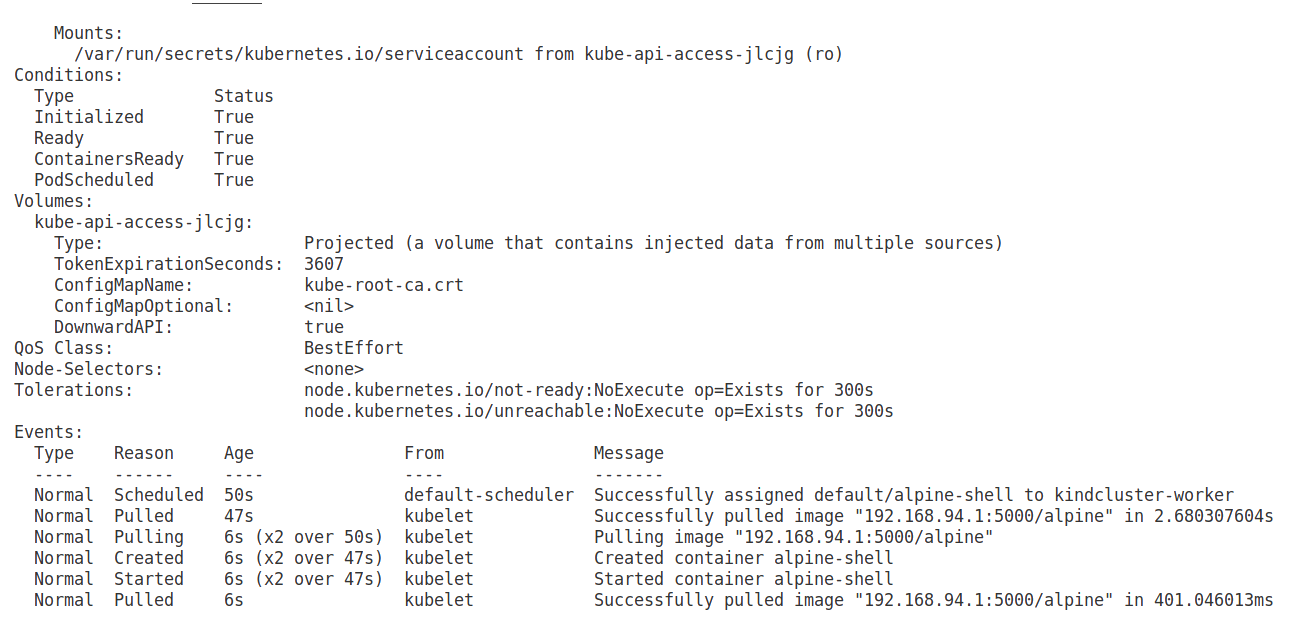 Mounts:
/var/run/secrets/kubernetes.io/serviceaccount from kube-api-access-jlcjg (ro)
Conditions:
Type Status
Initialized True
Ready True
ContainersReady True
PodScheduled True
Volumes:
kube-api-access-jlcjg:
Type: Projected (a volume that contains injected data from multiple sources)
TokenExpirationSeconds: 3607
ConfigMapName: kube-root-ca.crt
ConfigMapOptional: <nil>
DownwardAPI: true
QoS Class: BestEffort
Node-Selectors: <none>
Tolerations: node.kubernetes.io/not-ready:NoExecute op=Exists for 300s
node.kubernetes.io/unreachable:NoExecute op=Exists for 300s
Events:
Type Reason Age From Message
---- ------ ---- ---- -------
Normal Scheduled 50s default-scheduler Successfully assigned default/alpine-shell to kindcluster-worker
Normal Pulled 47s kubelet Successfully pulled image "192.168.94.1:5000/alpine" in 2.680307604s
Normal Pulling 6s (x2 over 50s) kubelet Pulling image "192.168.94.1:5000/alpine"
Normal Created 6s (x2 over 47s) kubelet Created container alpine-shell
Normal Started 6s (x2 over 47s) kubelet Started container alpine-shell
Normal Pulled 6s kubelet Successfully pulled image "192.168.94.1:5000/alpine" in 401.046013ms